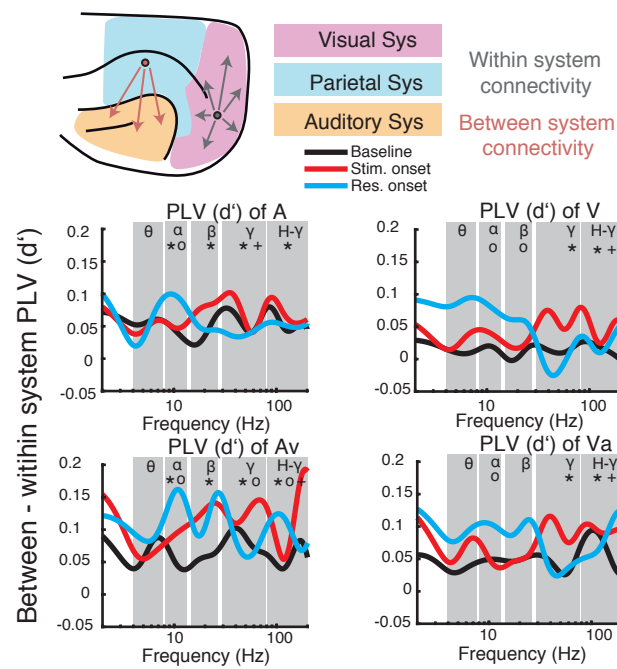 Visual Sys
Parietal Sys
Auditory Sys
Within system
connectivity
Between system
connectivity
Baseline
Stim. onset
Res. onset
Between - witihin system PLV (d‘)
PLV (d‘) of A
θ α β γ H-γ
* o * * + *
0.2
0.15
0.1
0.05
0
-0.05
10 100
Frequency (Hz)
PLV (d‘) of V
θ α β γ H-γ
o o * * +
0.2
0.15
0.1
0.05
0
-0.05
10 100
Frequency (Hz)
PLV (d‘) of Av
θ α β γ H-γ
* o * * o * o +
0.2
0.15
0.1
0.05
0
-0.05
10 100
Frequency (Hz)
PLV (d‘) of Va
θ α β γ H-γ
o * * +
0.2
0.15
0.1
0.05
0
-0.05
10 100
Frequency (Hz)